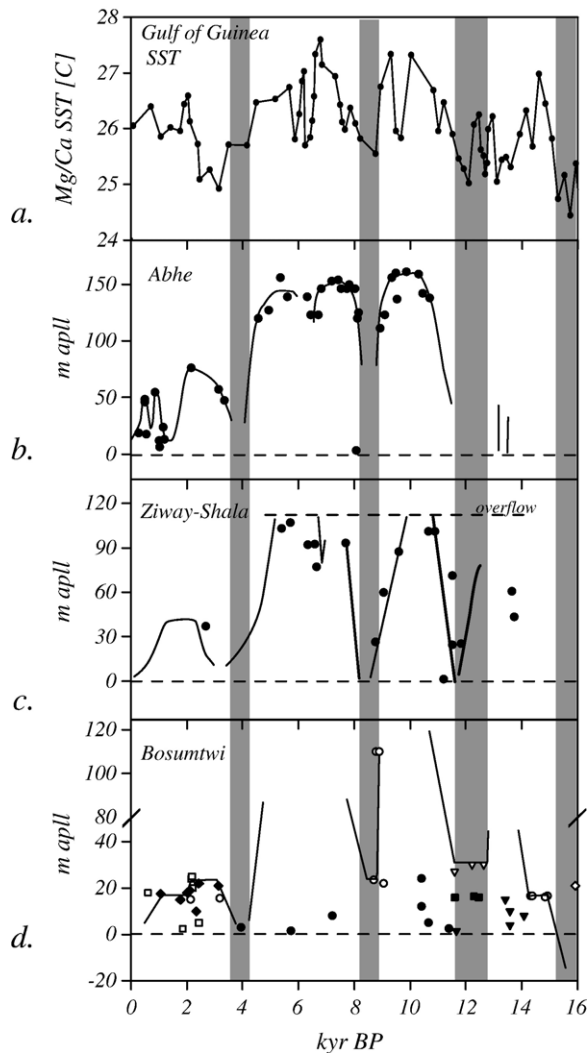 28
Gulf of Guinea
SST
27
26
25
24
Mg/Ca SST [C]
a.
Abhe
150
100
50
0
m apll
b.
Ziway-Shala
overflow
120
90
60
30
0
m apll
c.
Bosumtwi
120
100
80
40
20
0
-20
m apll
d.
0 2 4 6 8 10 12 14 16
kyr BP